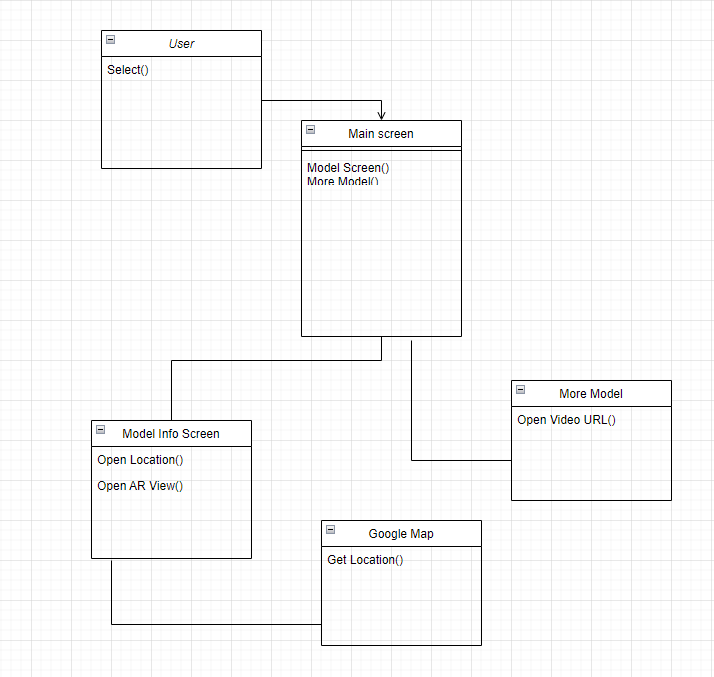 User
Select()
Main screen
Model Screen()
More Model()
More Model
Open Video URL()
Model Info Screen
Open Location()
Open AR View()
Google Map
Get Location()